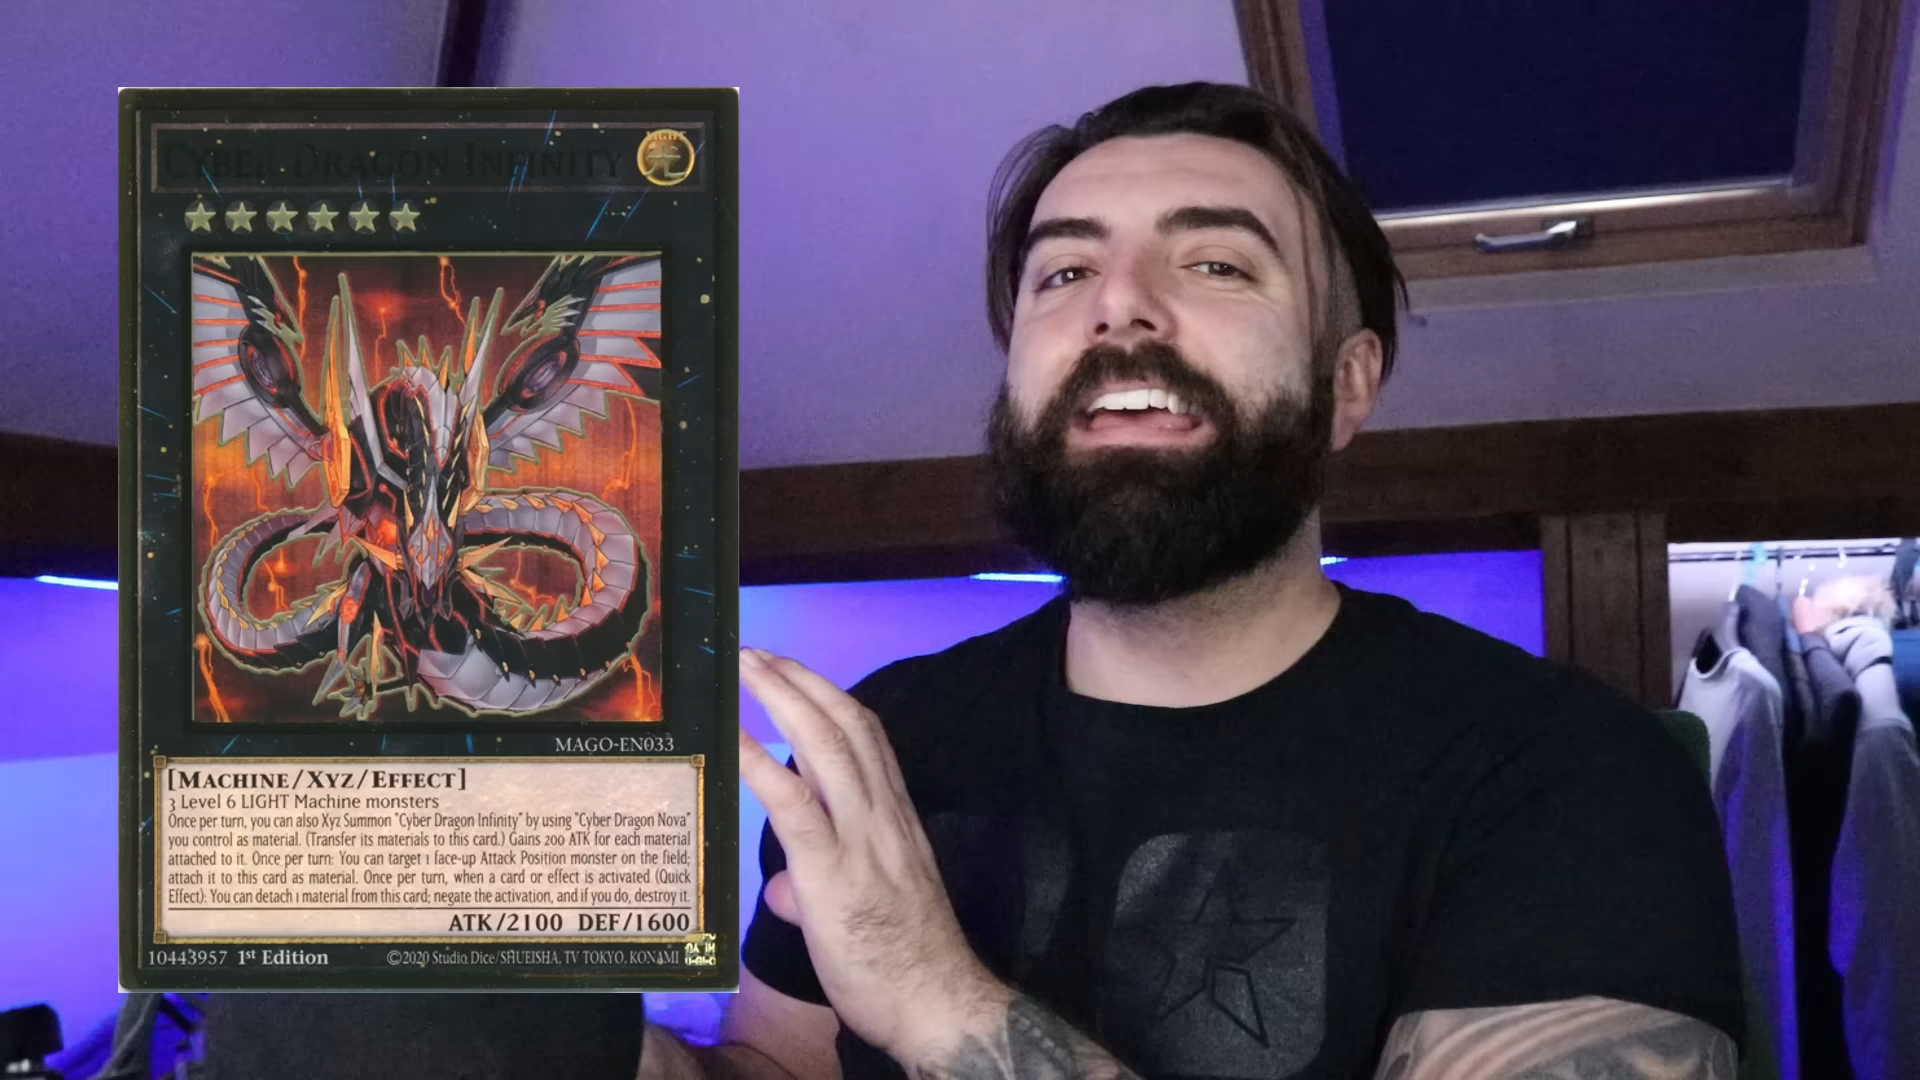 CYBER DRAGON INFINITY
光
MAGO-EN033
[MACHINE/XYZ/EFFECT]
3 Level 6 LIGHT Machine monsters
Once per turn, you can also Xyz Summon "Cyber Dragon Infinity" by using "Cyber Dragon Nova"
you control as material. (Transfer its materials to this card.) Gains 200 ATK for each material
attached to it. Once per turn: You can target 1 face-up Attack Position monster on the field;
attach it to this card as material. Once per turn, when a card or effect is activated (Quick
Effect): You can detach 1 material from this card; negate the activation, and if you do, destroy it.
ATK/2100 DEF/1600
10443957 1st Edition ©2020 Studio Dice/SHUEISHA, TV TOKYO, KONAMI